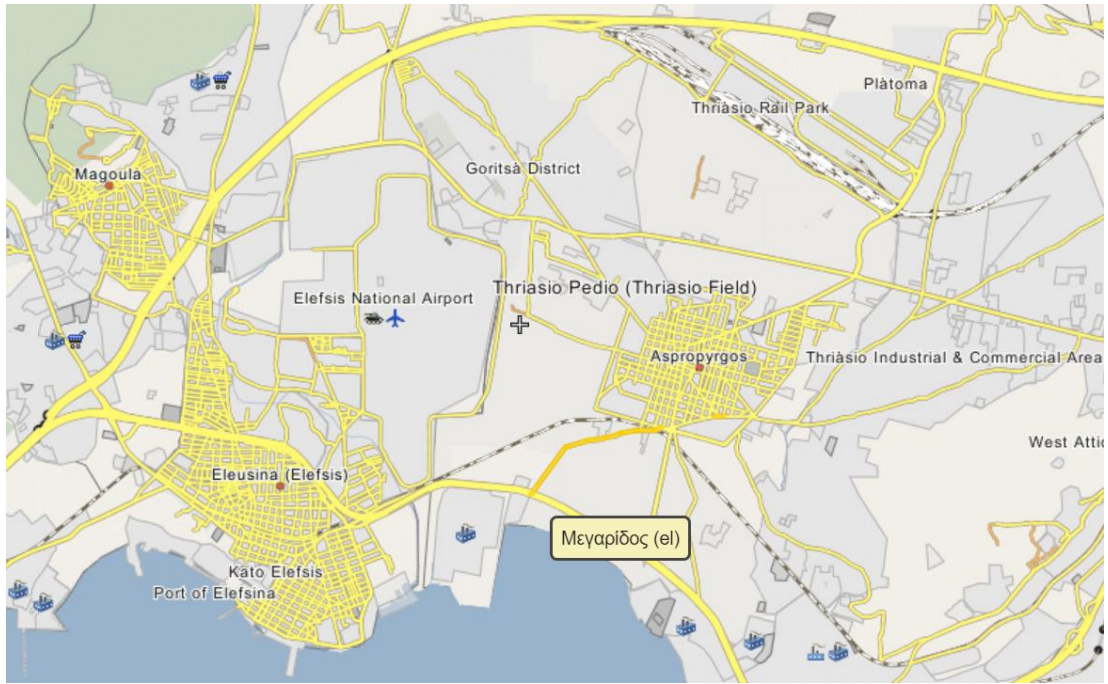 Plàtoma
Thriàsio Rail Park
Goritsà District
Magoula
Thriasio Pedio (Thriasio Field)
Elefsis National Airport
Aspropyrgos
Thriàsio Industrial & Commercial Area
West Attic
Eleusina (Elefsis)
Μεγαρίδος (el)
Kato Elefsis
Port of Elefsina